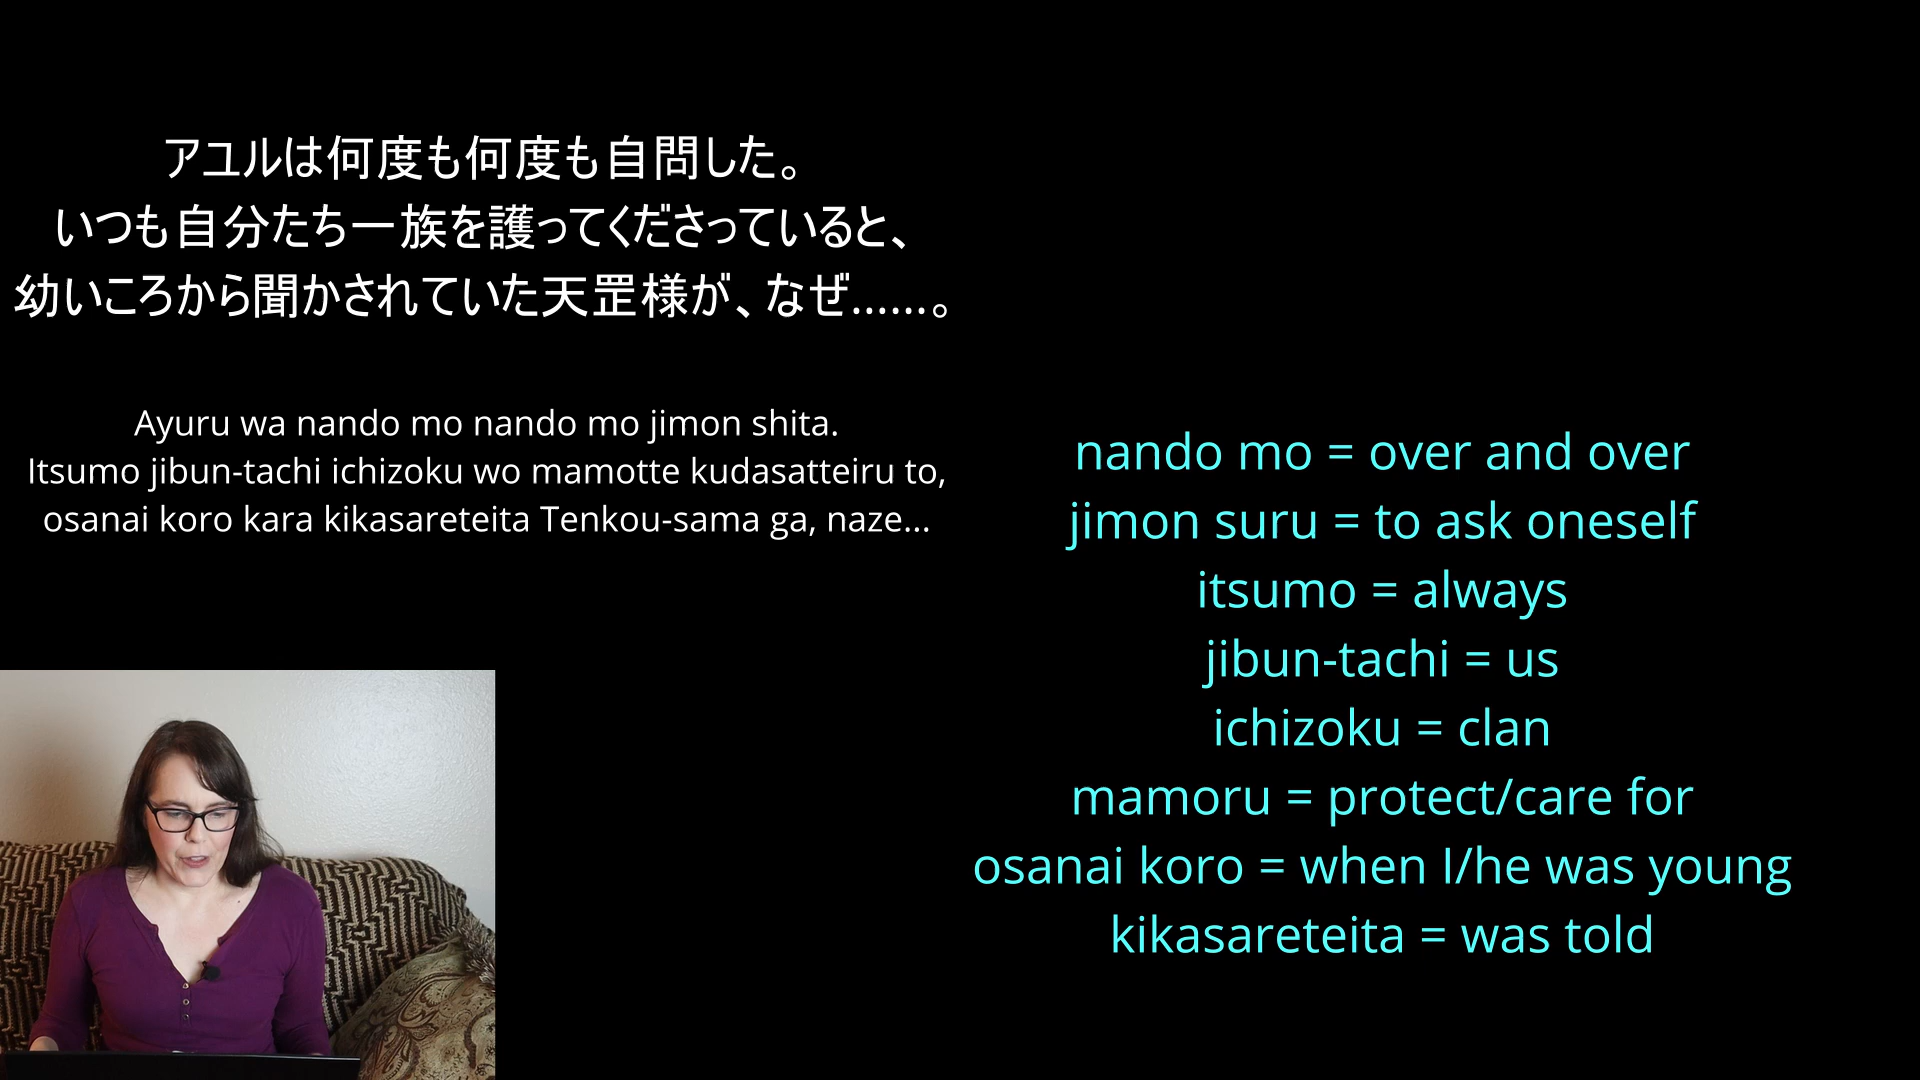 アユルは何度も何度も自問した。
いつも自分たち一族を護ってくださっていると、
幼いころから聞かされていた天罡様が、なぜ……。
Ayuru wa nando mo nando mo jimon shita.
Itsumo jibun-tachi ichizoku wo mamotte kudasatteiru to,
osanai koro kara kikasareteita Tenkou-sama ga, naze...
nando mo = over and over
jimon suru = to ask oneself
itsumo = always
jibun-tachi = us
ichizoku = clan
mamoru = protect/care for
osanai koro = when I/he was young
kikasareteita = was told